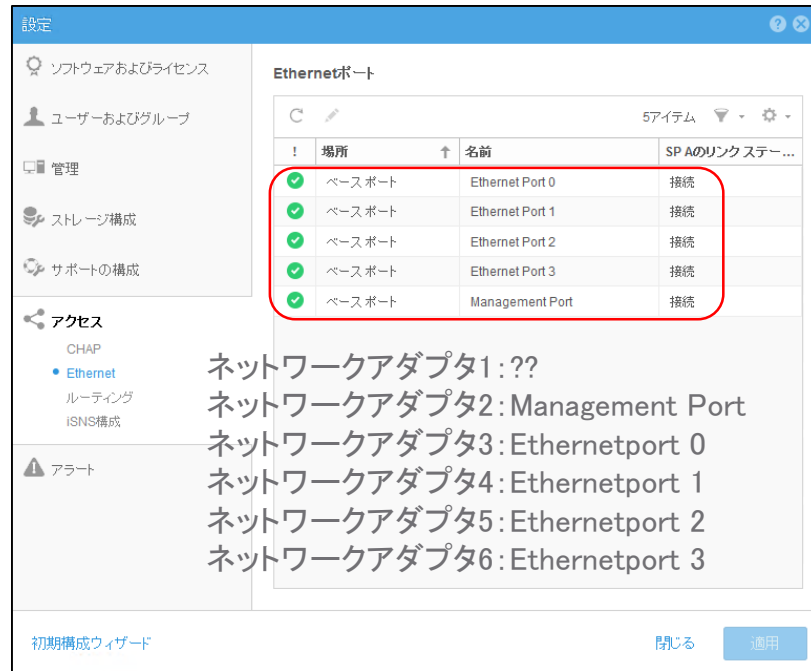 設定
ソフトウェアおよびライセンス
ユーザーおよびグループ
管理
ストレージ構成
サポートの構成
アクセス
CHAP
Ethernet
ルーティング
iSNS構成
アラート
Ethernetポート
5アイテム
! 場所 名前 SP Aのリンク ステー...
ベース ポート Ethernet Port 0 接続
ベース ポート Ethernet Port 1 接続
ベース ポート Ethernet Port 2 接続
ベース ポート Ethernet Port 3 接続
ベース ポート Management Port 接続
ネットワークアダプタ1:??
ネットワークアダプタ2:Management Port
ネットワークアダプタ3:Ethernetport 0
ネットワークアダプタ4:Ethernetport 1
ネットワークアダプタ5:Ethernetport 2
ネットワークアダプタ6:Ethernetport 3
初期構成ウィザード
閉じる
適用